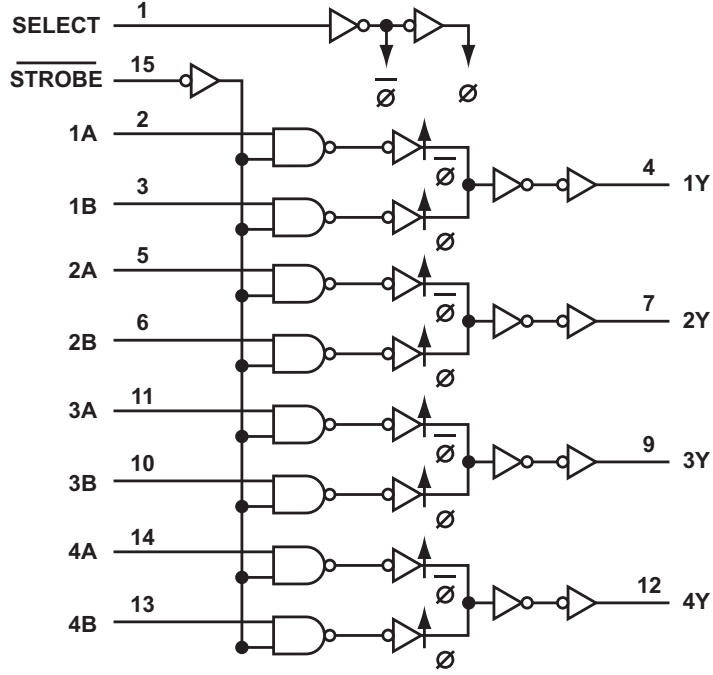 SELECT 1
S̅T̅R̅O̅B̅E̅ 15
∅̅ ∅
1A 2
∅̅
4 1Y
1B 3
∅
2A 5
∅̅
7 2Y
2B 6
∅
3A 11
∅̅
9 3Y
3B 10
∅
4A 14
∅̅
12 4Y
4B 13
∅